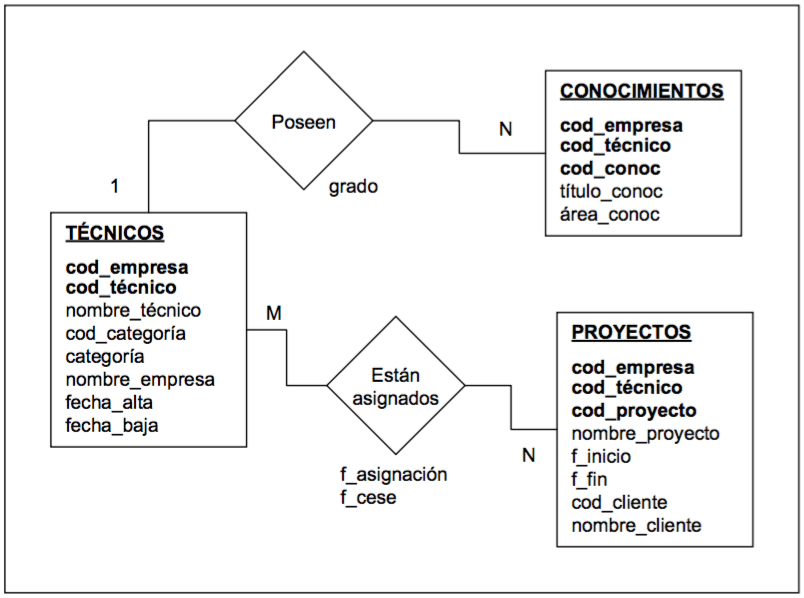 Poseen
grado
1
N
CONOCIMIENTOS
cod_empresa
cod_técnico
cod_conoc
título_conoc
área_conoc
TÉCNICOS
cod_empresa
cod_técnico
nombre_técnico
cod_categoría
categoría
nombre_empresa
fecha_alta
fecha_baja
M
Están
asignados
f_asignación
f_cese
N
PROYECTOS
cod_empresa
cod_técnico
cod_proyecto
nombre_proyecto
f_inicio
f_fin
cod_cliente
nombre_cliente